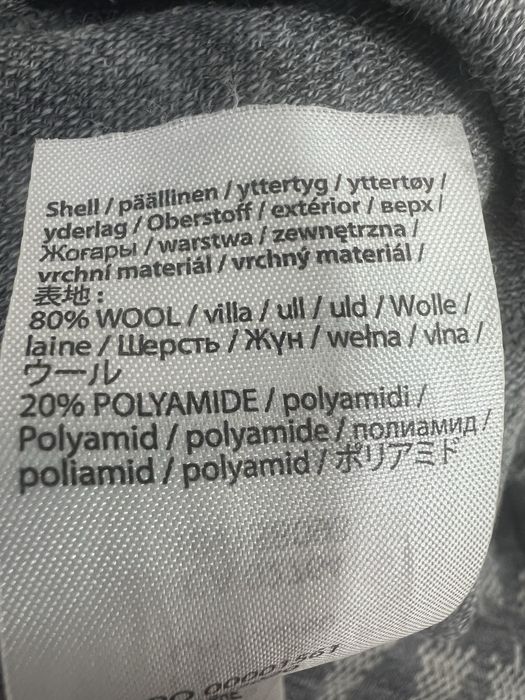 Shell / päällinen / yttertyg / yttertøy /
yderlag / Oberstoff / extérior / верх /
Жоғары / warstwa / zewnętrzna /
vrchní materiál / vrchný materiál /
表地 :
80% WOOL / villa / ull / uld / Wolle /
laine / Шерсть / Жүн / wełna / vlna /
ウール
20% POLYAMIDE / polyamidi /
Polyamid / polyamide / полиамид /
poliamid / polyamid / ポリアミド